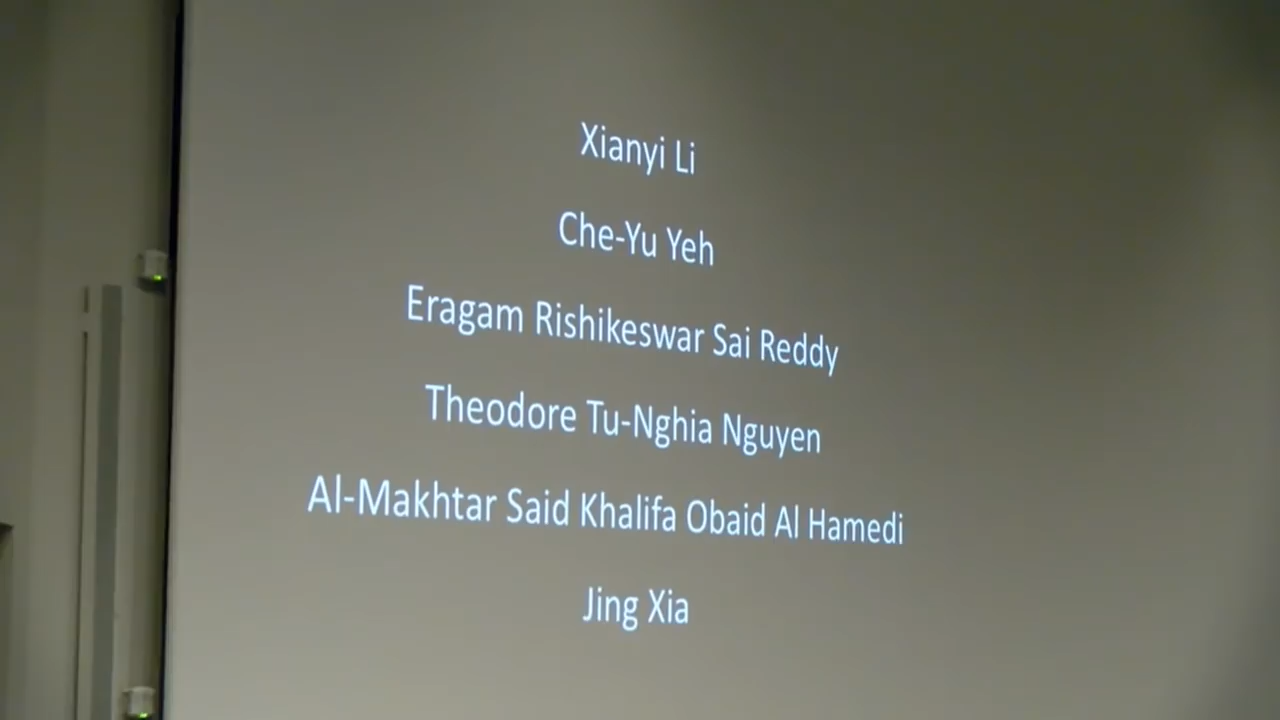 Xianyi Li
Che-Yu Yeh
Eragam Rishikeswar Sai Reddy
Theodore Tu-Nghia Nguyen
Al-Makhtar Said Khalifa Obaid Al Hamedi
Jing Xia